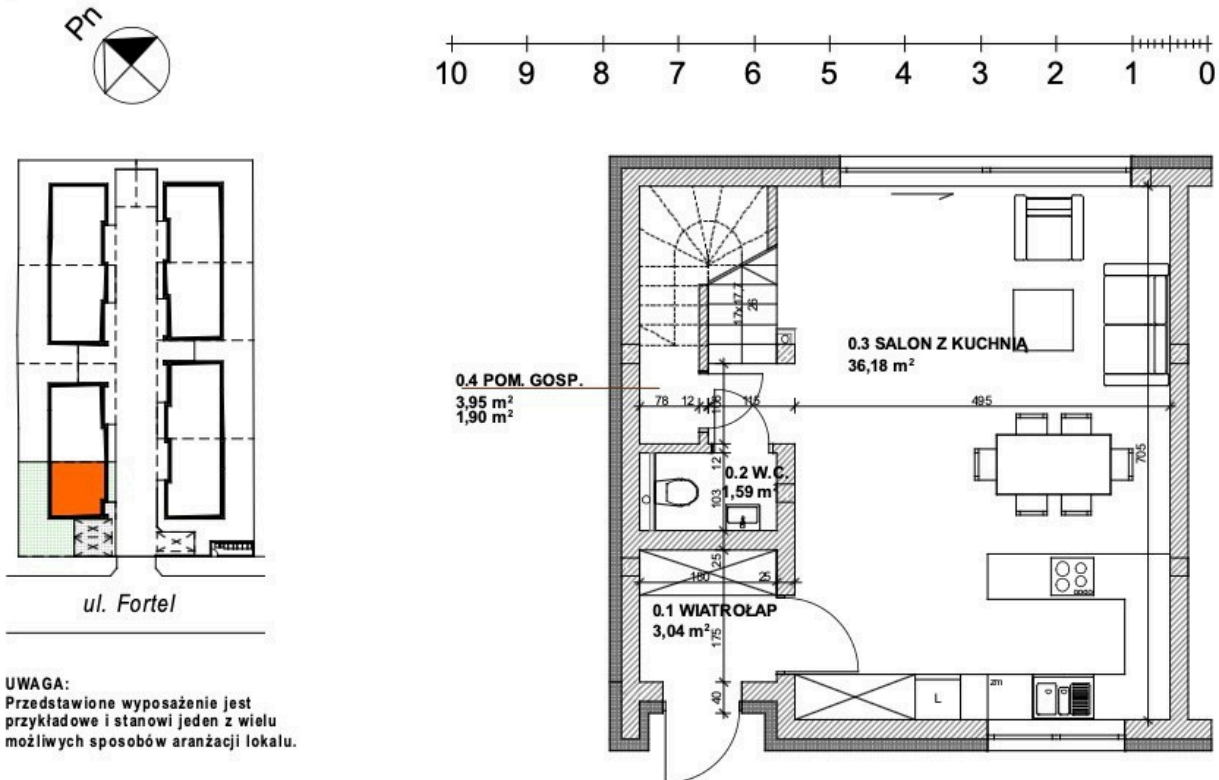 Pn
10 9 8 7 6 5 4 3 2 1 0
ul. Fortel
UWAGA:
Przedstawione wyposażenie jest
przykładowe i stanowi jeden z wielu
możliwych sposobów aranżacji lokalu.
17x17,7
26
0.3 SALON Z KUCHNIĄ
36,18 m²
0.4 POM. GOSP.
3,95 m²
1,90 m²
78 12 115 495
705
12
0.2 W.C.
1,59 m²
103
25
180 25
0.1 WIATROŁAP
3,04 m²
175
40
L
zm